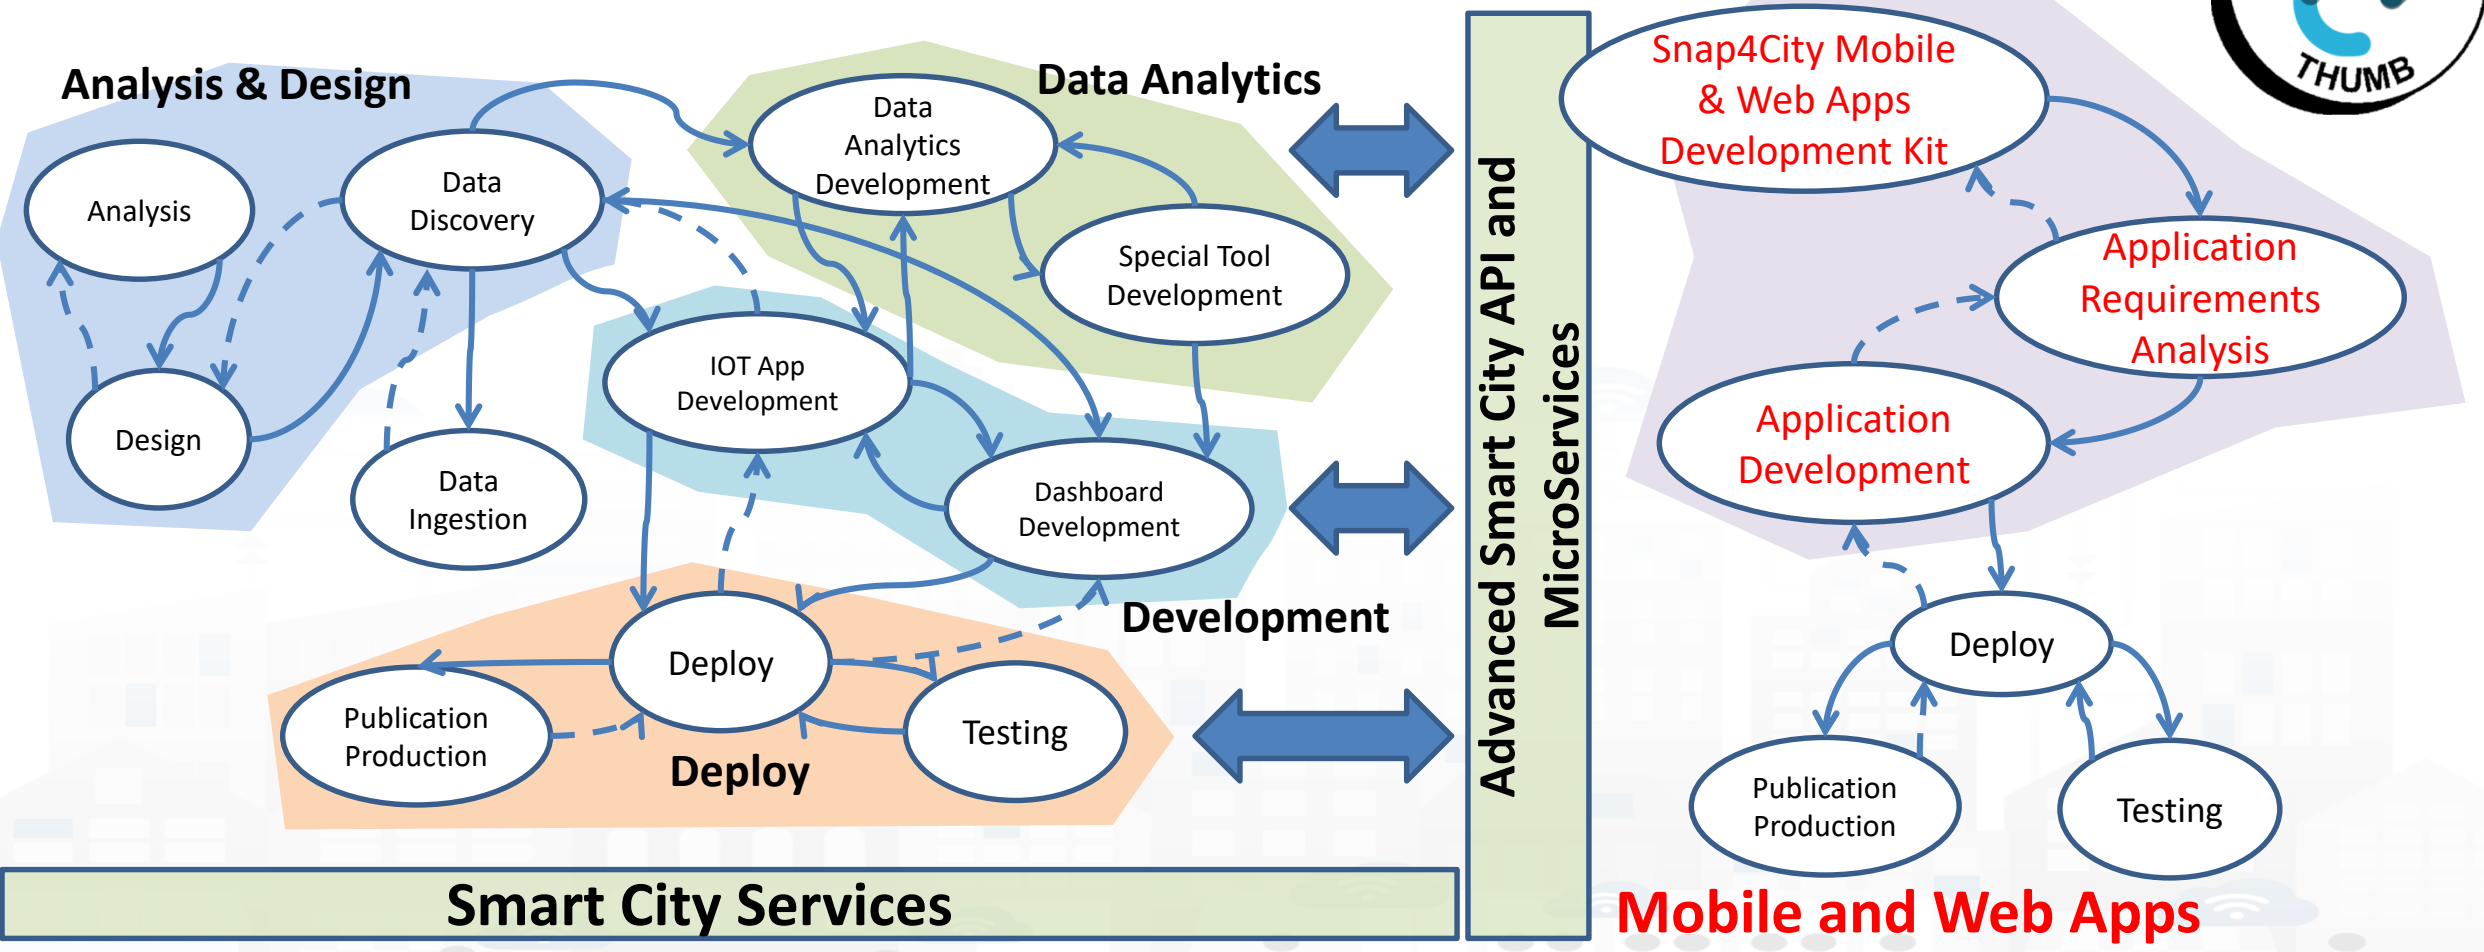 Analysis & Design
Analysis
Data
Discovery
Design
Data
Ingestion
Data Analytics
Data
Analytics
Development
Special Tool
Development
IOT App
Development
Dashboard
Development
Development
Deploy
Publication
Production
Testing
Deploy
Smart City Services
Advanced Smart City API and
MicroServices
Snap4City Mobile
& Web Apps
Development Kit
Application
Requirements
Analysis
Application
Development
Deploy
Publication
Production
Testing
Mobile and Web Apps
THUMB